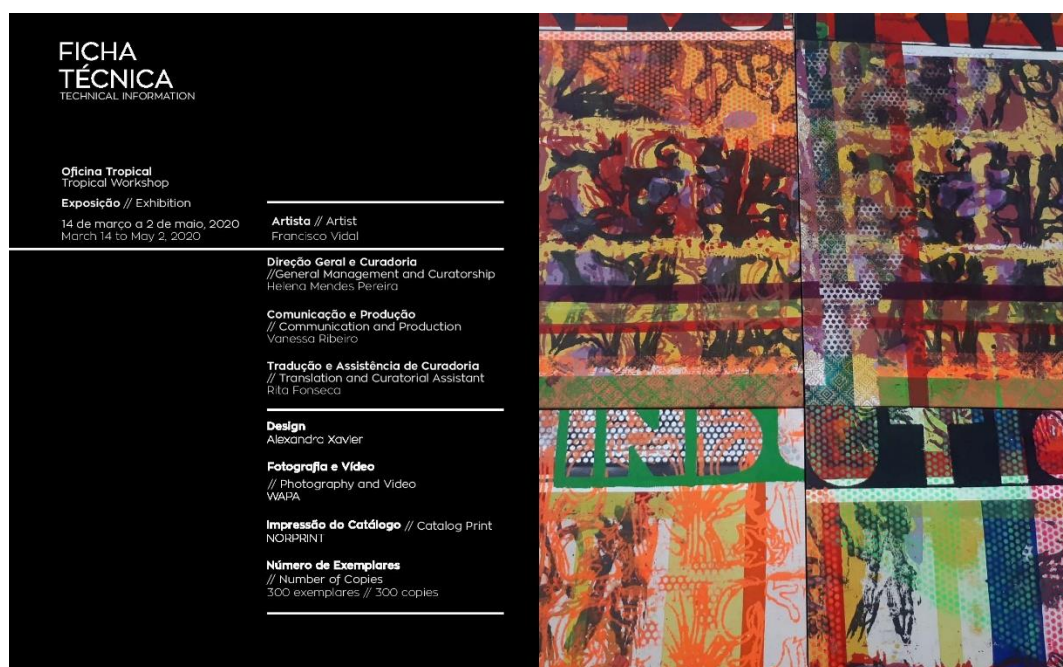 FICHA
TÉCNICA
TECHNICAL INFORMATION
Oficina Tropical
Tropical Workshop
Exposição // Exhibition
14 de março a 2 de maio, 2020
March 14 to May 2, 2020
Artista // Artist
Francisco Vidal
Direção Geral e Curadoria
//General Management and Curatorship
Helena Mendes Pereira
Comunicação e Produção
// Communication and Production
Vanessa Ribeiro
Tradução e Assistência de Curadoria
// Translation and Curatorial Assistant
Rita Fonseca
Design
Alexandra Xavier
Fotografia e Vídeo
// Photography and Video
WAPA
Impressão do Catálogo // Catalog Print
NORPRINT
Número de Exemplares
// Number of Copies
300 exemplares // 300 copies